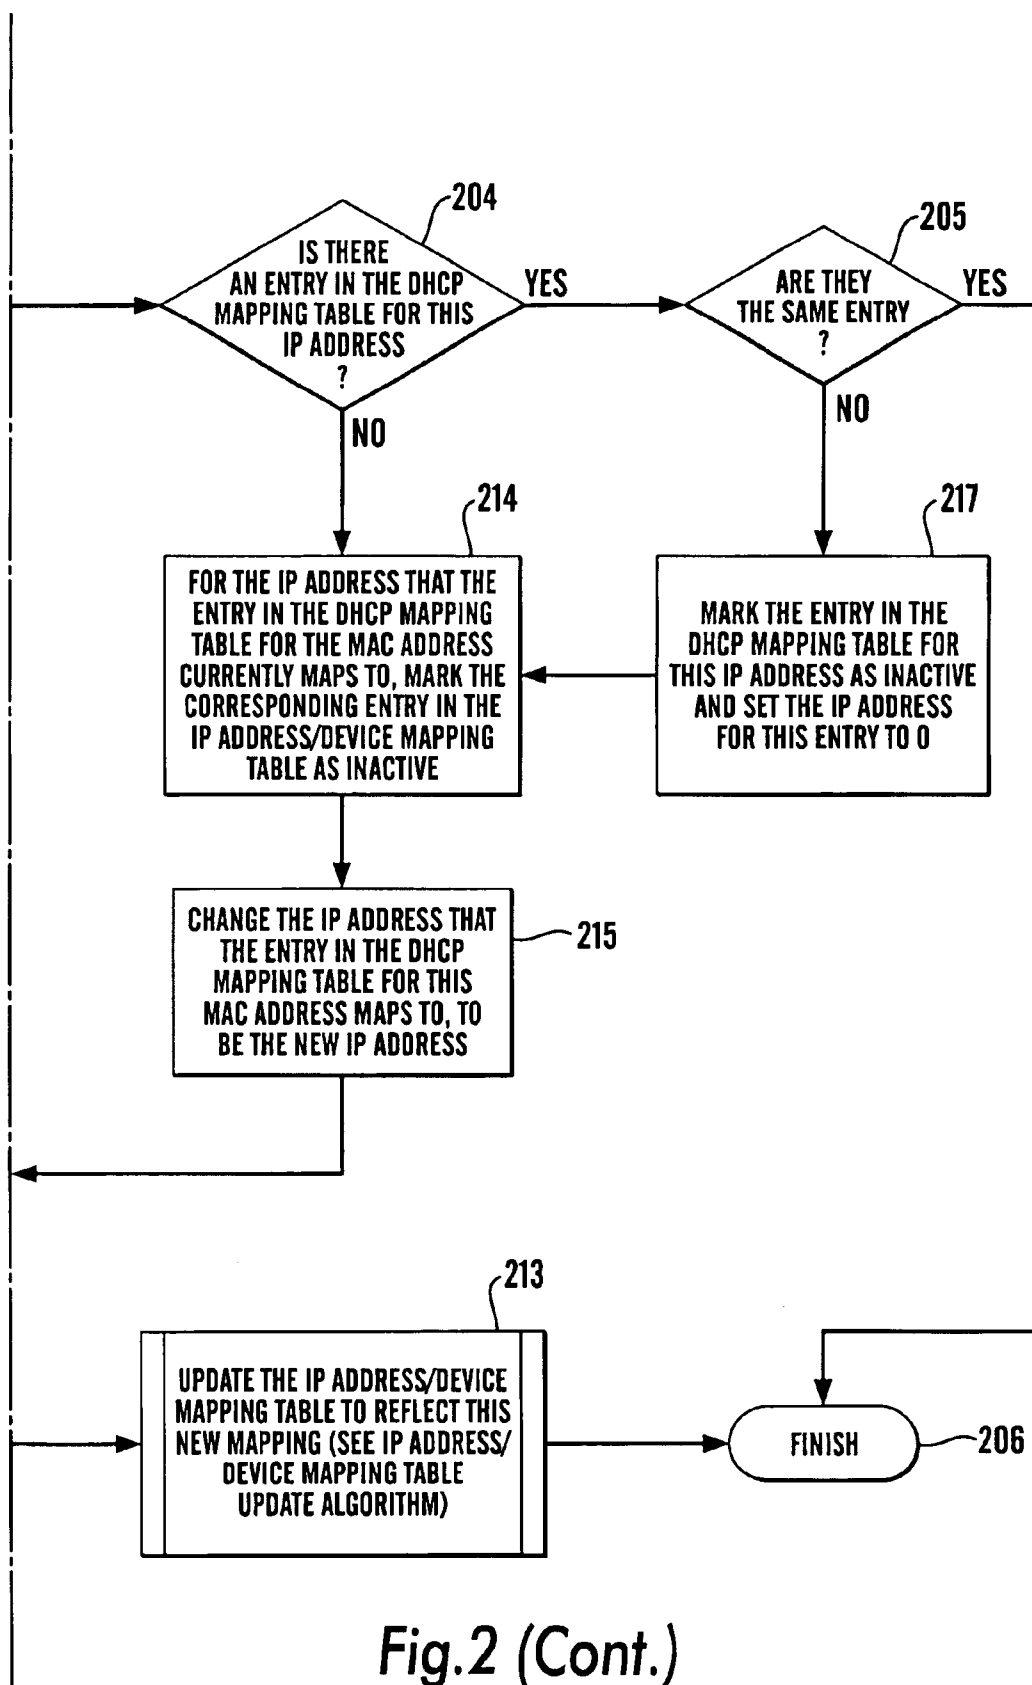 204
IS THERE
AN ENTRY IN THE DHCP
MAPPING TABLE FOR THIS
IP ADDRESS
?
YES
NO
205
ARE THEY
THE SAME ENTRY
?
YES
NO
214
FOR THE IP ADDRESS THAT THE
ENTRY IN THE DHCP MAPPING
TABLE FOR THE MAC ADDRESS
CURRENTLY MAPS TO, MARK THE
CORRESPONDING ENTRY IN THE
IP ADDRESS/DEVICE MAPPING
TABLE AS INACTIVE
217
MARK THE ENTRY IN THE
DHCP MAPPING TABLE FOR
THIS IP ADDRESS AS INACTIVE
AND SET THE IP ADDRESS
FOR THIS ENTRY TO 0
CHANGE THE IP ADDRESS THAT
THE ENTRY IN THE DHCP
MAPPING TABLE FOR THIS
MAC ADDRESS MAPS TO, TO
BE THE NEW IP ADDRESS
215
213
UPDATE THE IP ADDRESS/DEVICE
MAPPING TABLE TO REFLECT THIS
NEW MAPPING (SEE IP ADDRESS/
DEVICE MAPPING TABLE
UPDATE ALGORITHM)
FINISH
206
Fig.2 (Cont.)